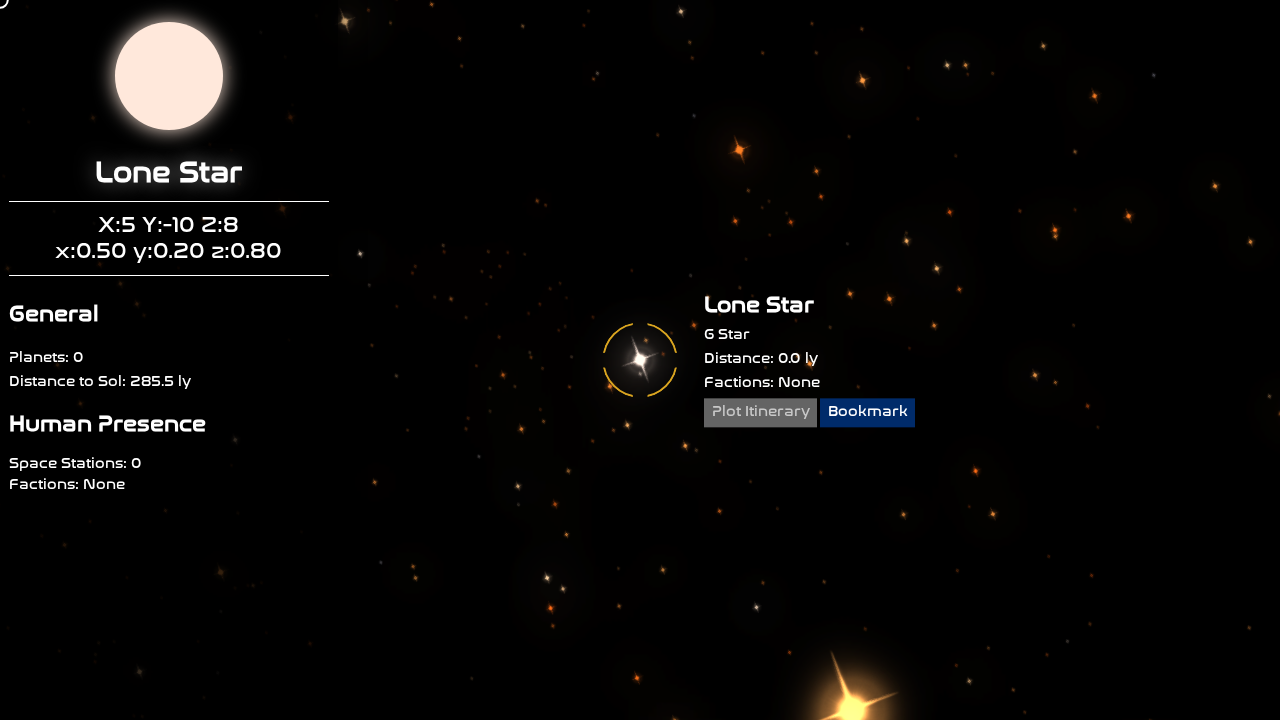 Lone Star
X:5 Y:-10 Z:8
x:0.50 y:0.20 z:0.80
General
Planets: 0
Distance to Sol: 285.5 ly
Human Presence
Space Stations: 0
Factions: None
Lone Star
G Star
Distance: 0.0 ly
Factions: None
Plot Itinerary Bookmark